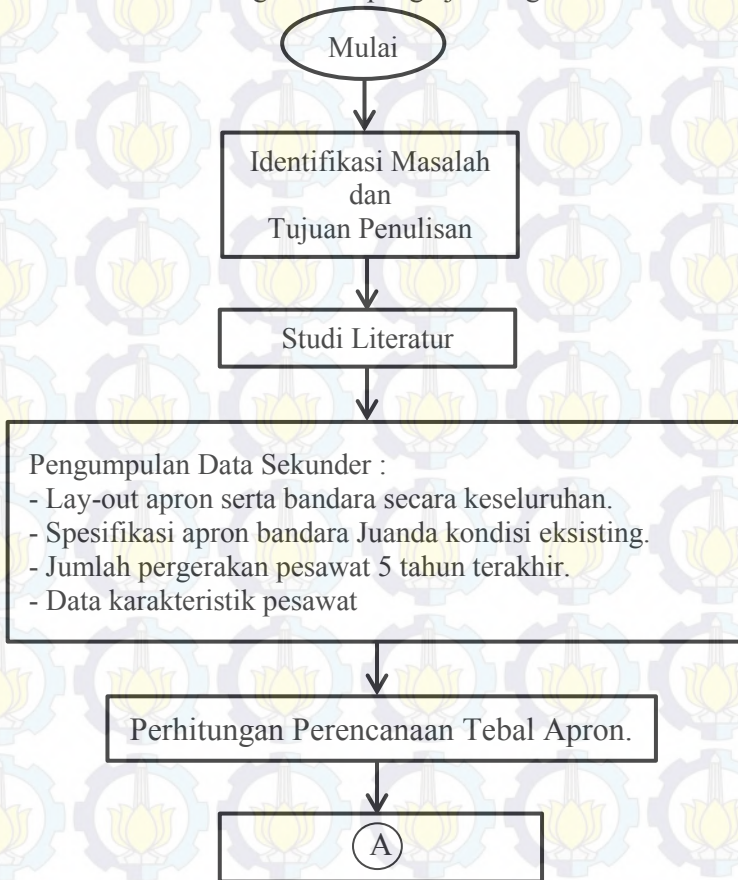 Mulai
Identifikasi Masalah
dan
Tujuan Penulisan
Studi Literatur
Pengumpulan Data Sekunder :
- Lay-out apron serta bandara secara keseluruhan.
- Spesifikasi apron bandara Juanda kondisi eksisting.
- Jumlah pergerakan pesawat 5 tahun terakhir.
- Data karakteristik pesawat
Perhitungan Perencanaan Tebal Apron.
A